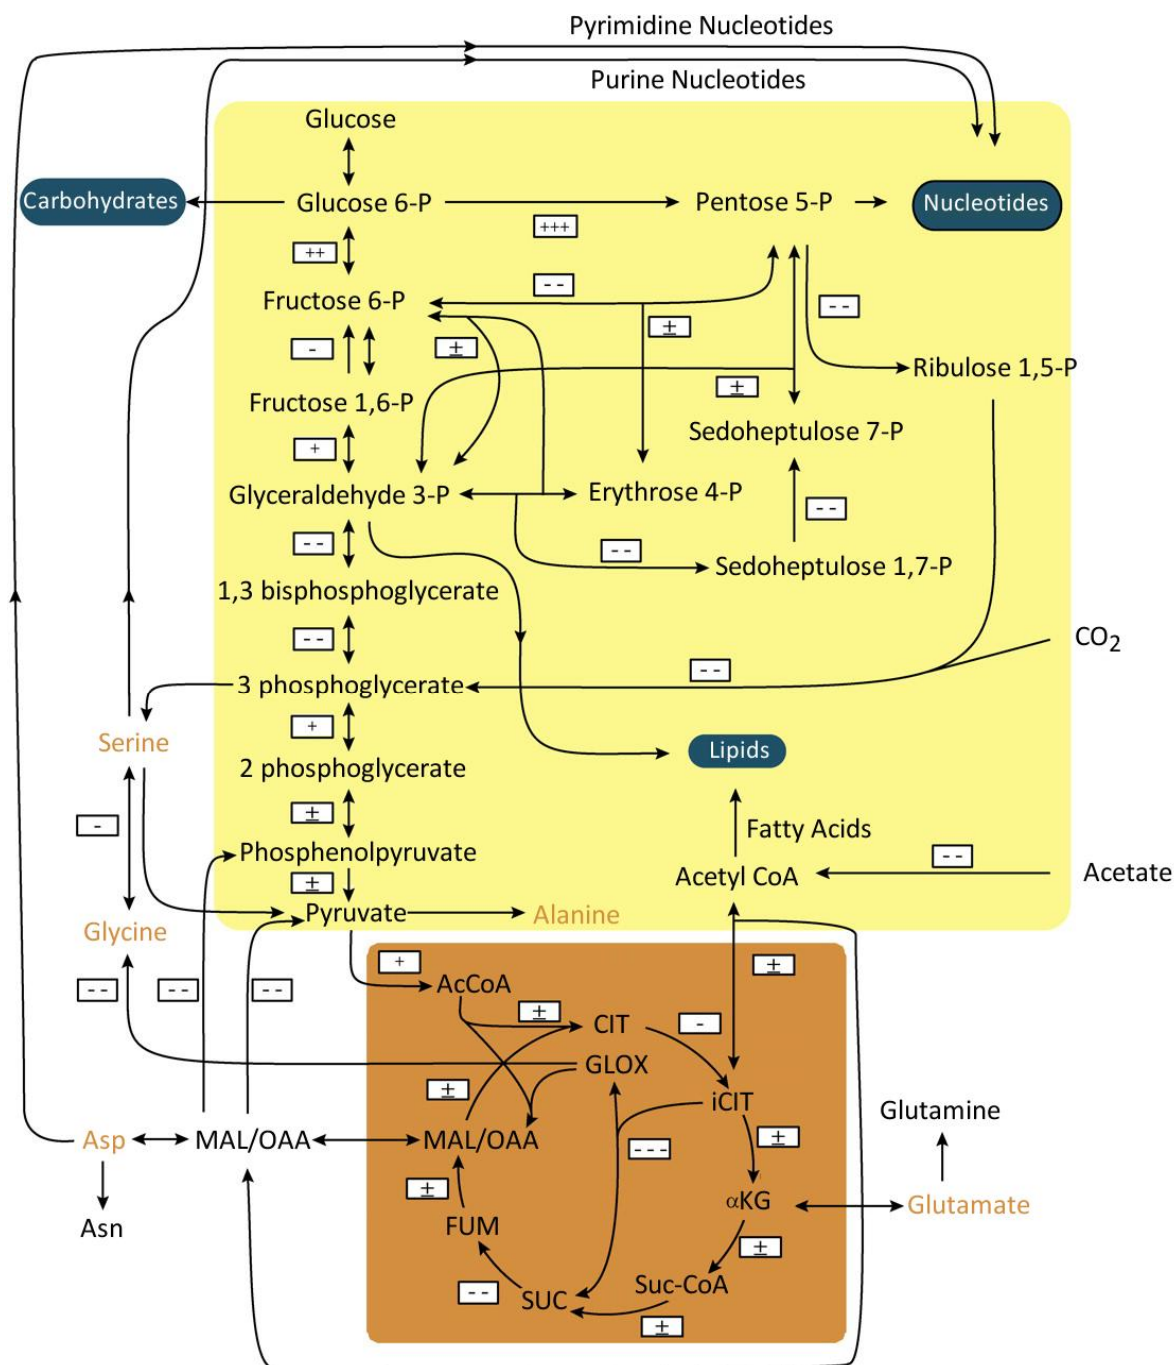 Pyrimidine Nucleotides
Purine Nucleotides
Glucose
Carbohydrates
Glucose 6-P
Pentose 5-P
Nucleotides
+++
++
Fructose 6-P
- -
- -
±
-
±
Ribulose 1,5-P
±
Fructose 1,6-P
Sedoheptulose 7-P
+
Glyceraldehyde 3-P
Erythrose 4-P
- -
- -
- -
Sedoheptulose 1,7-P
1,3 bisphosphoglycerate
- -
CO2
- -
3 phosphoglycerate
+
Serine
Lipids
2 phosphoglycerate
±
-
Fatty Acids
Phosphenolpyruvate
- -
±
Acetyl CoA
Acetate
Pyruvate
Alanine
Glycine
+
±
- -
- -
- -
AcCoA
±
CIT
-
GLOX
±
iCIT
Glutamine
Asp
MAL/OAA
MAL/OAA
- - -
±
±
αKG
Glutamate
Asn
FUM
±
- -
SUC
Suc-CoA
±